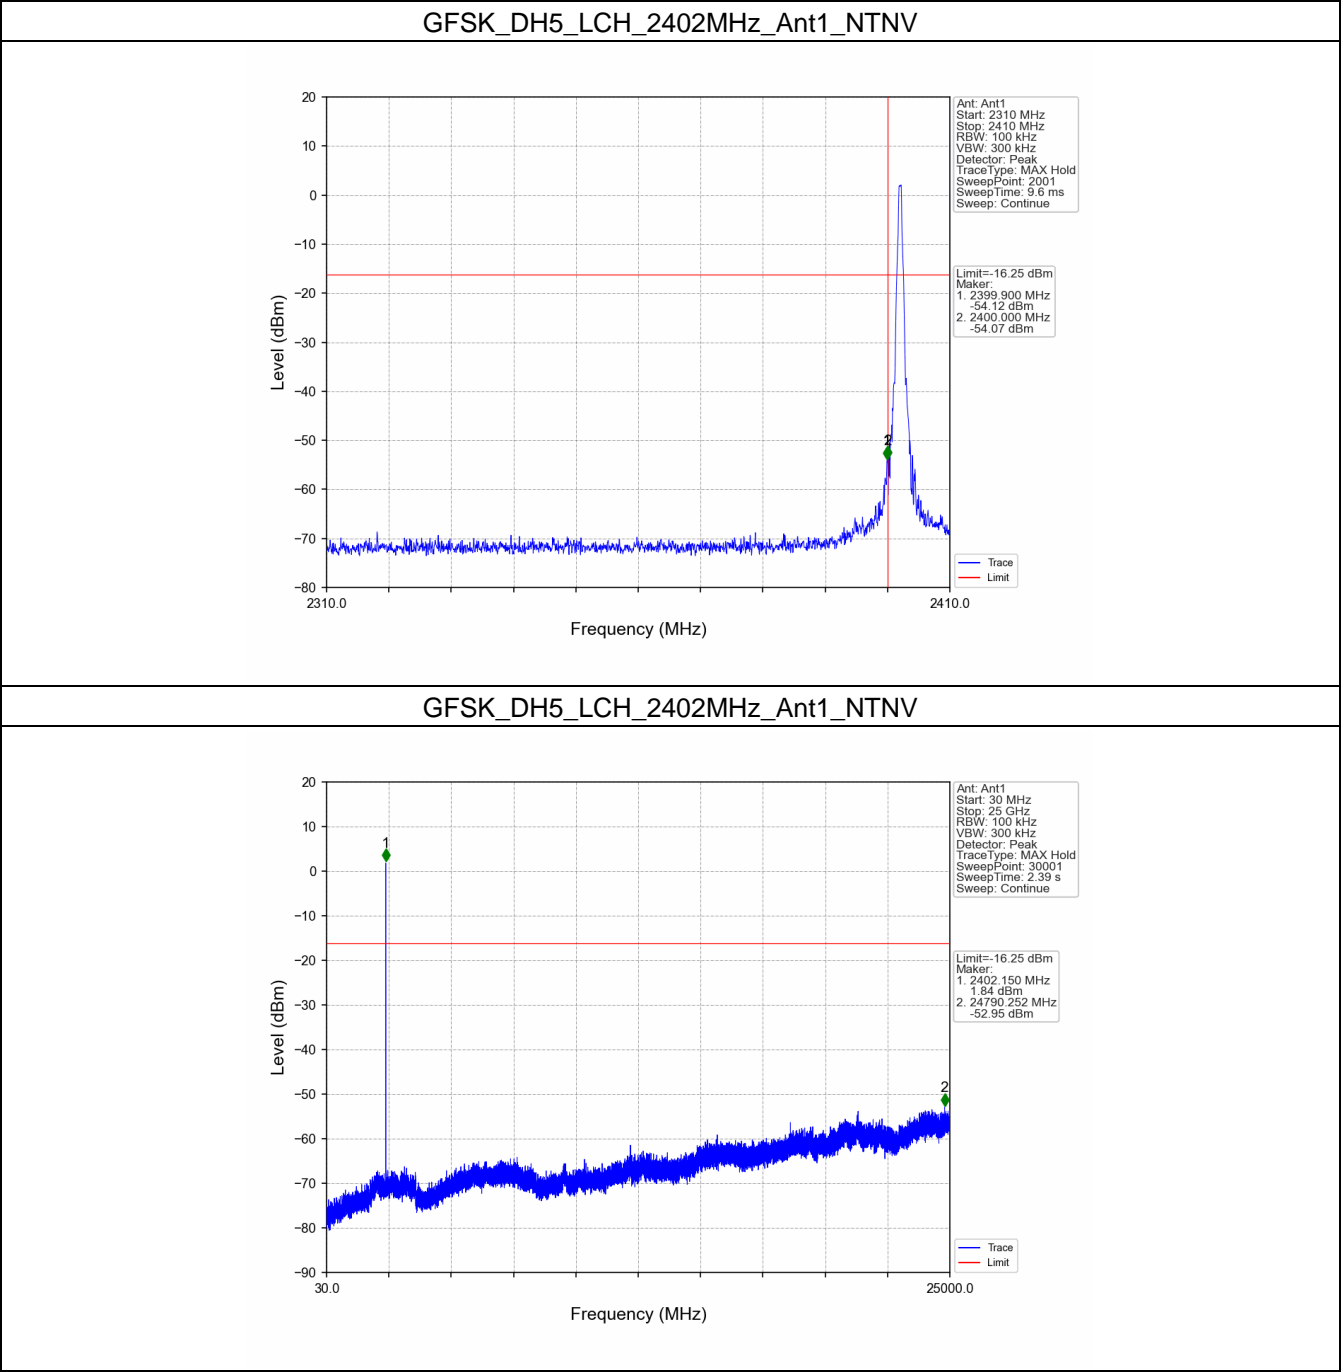 GFSK_DH5_LCH_2402MHz_Ant1_NTNV
20
10
0
−10
−20
−30
−40
−50
−60
−70
−80
Level (dBm)
2310.0
2410.0
Frequency (MHz)
2
Ant: Ant1
Start: 2310 MHz
Stop: 2410 MHz
RBW: 100 kHz
VBW: 300 kHz
Detector: Peak
TraceType: MAX Hold
SweepPoint: 2001
SweepTime: 9.6 ms
Sweep: Continue
Limit=-16.25 dBm
Maker:
1. 2399.900 MHz
-54.12 dBm
2. 2400.000 MHz
-54.07 dBm
Trace
Limit
GFSK_DH5_LCH_2402MHz_Ant1_NTNV
20
10
0
−10
−20
−30
−40
−50
−60
−70
−80
−90
Level (dBm)
30.0
25000.0
Frequency (MHz)
1
2
Ant: Ant1
Start: 30 MHz
Stop: 25 GHz
RBW: 100 kHz
VBW: 300 kHz
Detector: Peak
TraceType: MAX Hold
SweepPoint: 30001
SweepTime: 2.39 s
Sweep: Continue
Limit=-16.25 dBm
Maker:
1. 2402.150 MHz
1.84 dBm
2. 24790.252 MHz
-52.95 dBm
Trace
Limit